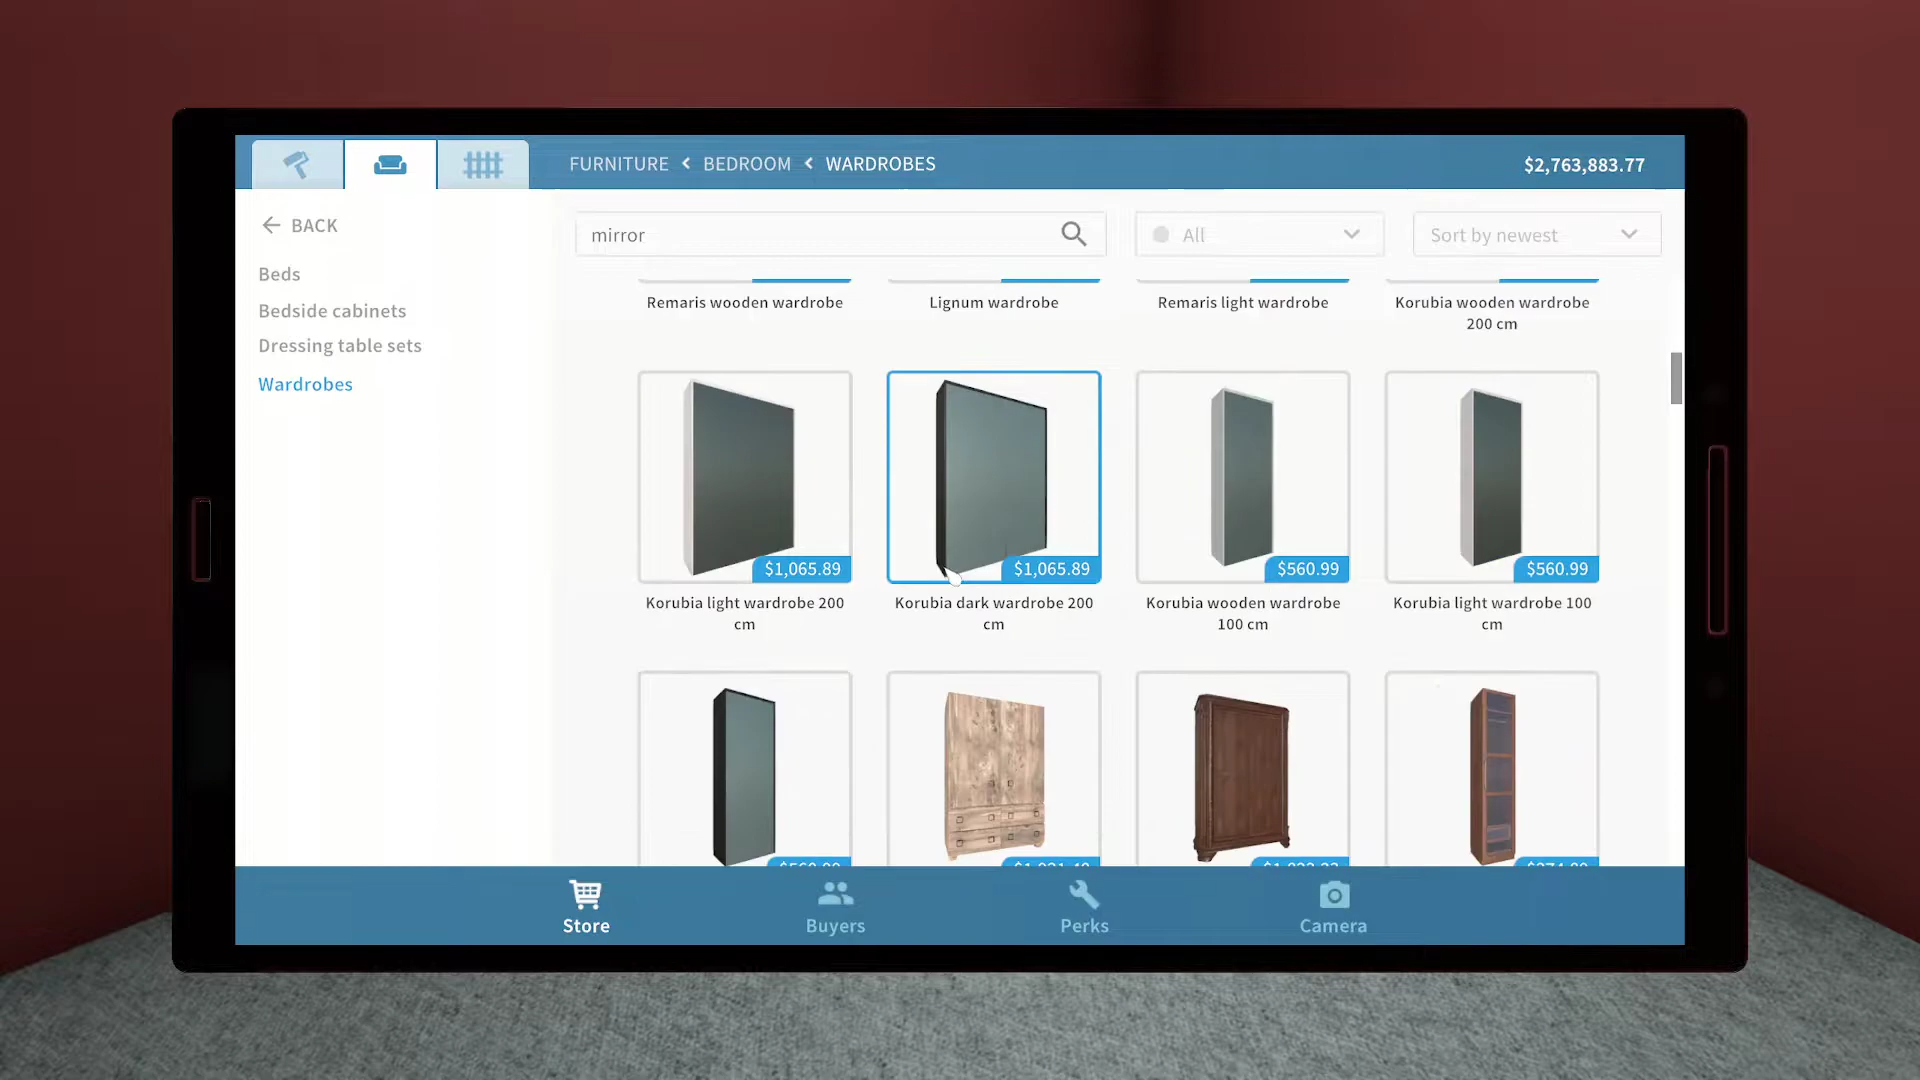 FURNITURE < BEDROOM < WARDROBES
$2,763,883.77
BACK
Beds
Bedside cabinets
Dressing table sets
Wardrobes
mirror
All
Sort by newest
Remaris wooden wardrobe
Lignum wardrobe
Remaris light wardrobe
Korubia wooden wardrobe
200 cm
$1,065.89
$1,065.89
$560.99
$560.99
Korubia light wardrobe 200
cm
Korubia dark wardrobe 200
cm
Korubia wooden wardrobe
100 cm
Korubia light wardrobe 100
cm
Store
Buyers
Perks
Camera